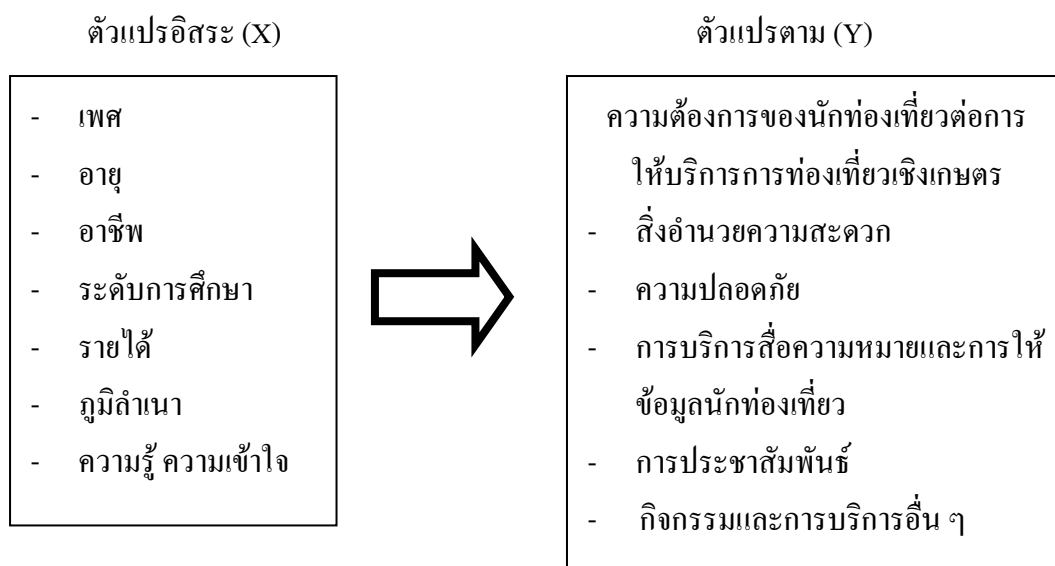 ตัวแปรอิสระ (X)
- เพศ
- อายุ
- อาชีพ
- ระดับการศึกษา
- รายได้
- ภูมิลำเนา
- ความรู้ ความเข้าใจ
ตัวแปรตาม (Y)
ความต้องการของนักท่องเที่ยวต่อการ
ให้บริการการท่องเที่ยวเชิงเกษตร
- สิ่งอำนวยความสะดวก
- ความปลอดภัย
- การบริการสื่อความหมายและการให้
ข้อมูลนักท่องเที่ยว
- การประชาสัมพันธ์
- กิจกรรมและการบริการอื่น ๆ